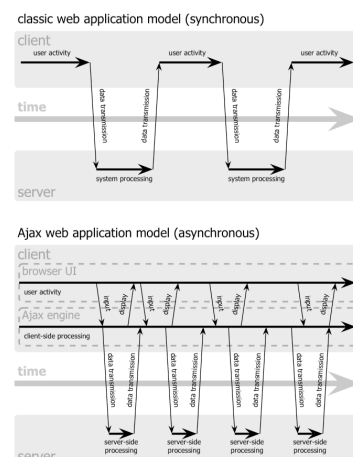 classic web application model (synchronous)
client
user activity
user activity
user activity
data transmission
data transmission
data transmission
data transmission
time
system processing
system processing
server
Ajax web application model (asynchronous)
client
browser UI
user activity
input
display
input
display
input
display
input
display
Ajax engine
client-side processing
data transmission
data transmission
data transmission
data transmission
data transmission
data transmission
data transmission
data transmission
time
server-side
processing
server-side
processing
server-side
processing
server-side
processing
server